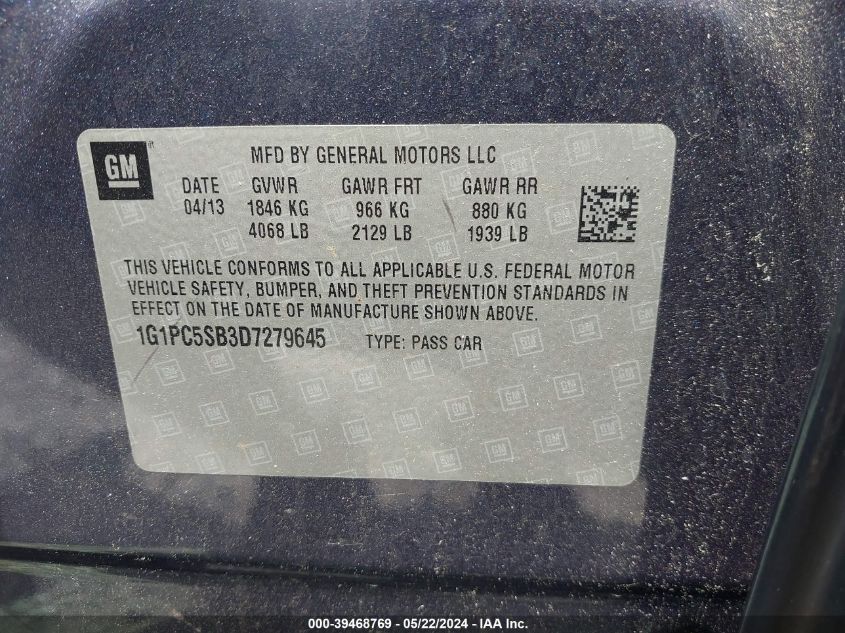 GM
MFD BY GENERAL MOTORS LLC
DATE GVWR GAWR FRT GAWR RR
04/13 1846 KG 966 KG 880 KG
4068 LB 2129 LB 1939 LB
THIS VEHICLE CONFORMS TO ALL APPLICABLE U.S. FEDERAL MOTOR
VEHICLE SAFETY, BUMPER, AND THEFT PREVENTION STANDARDS IN
EFFECT ON THE DATE OF MANUFACTURE SHOWN ABOVE.
1G1PC5SB3D7279645 TYPE: PASS CAR
000-39468769 - 05/22/2024 - IAAI.COM.